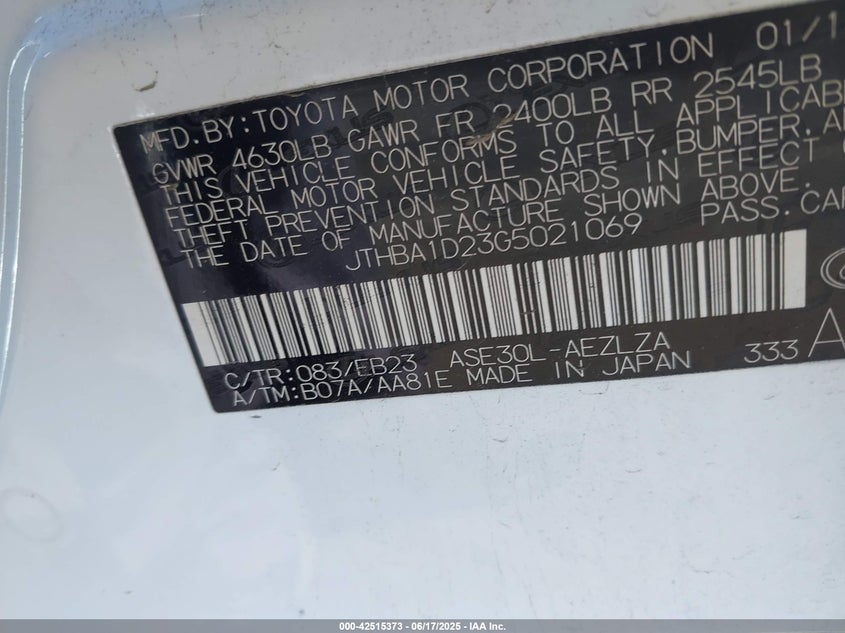 MFD.BY:TOYOTA MOTOR CORPORATION 01/1
GVWR 4630LB GAWR FR 2400LB RR 2545LB
THIS VEHICLE CONFORMS TO ALL APPLICAB
FEDERAL MOTOR VEHICLE SAFETY,BUMPER,
THEFT PREVENTION STANDARDS IN EFFECT
THE DATE OF MANUFACTURE SHOWN ABOVE.
JTHBA1D23G5021069 PASS.CA
C/TR:083/EB23 ASE30L-AEZLZA
A/TM:B07A/AA81E MADE IN JAPAN 333 A
000-42515373 | 06/17/2025 - IAA Inc.